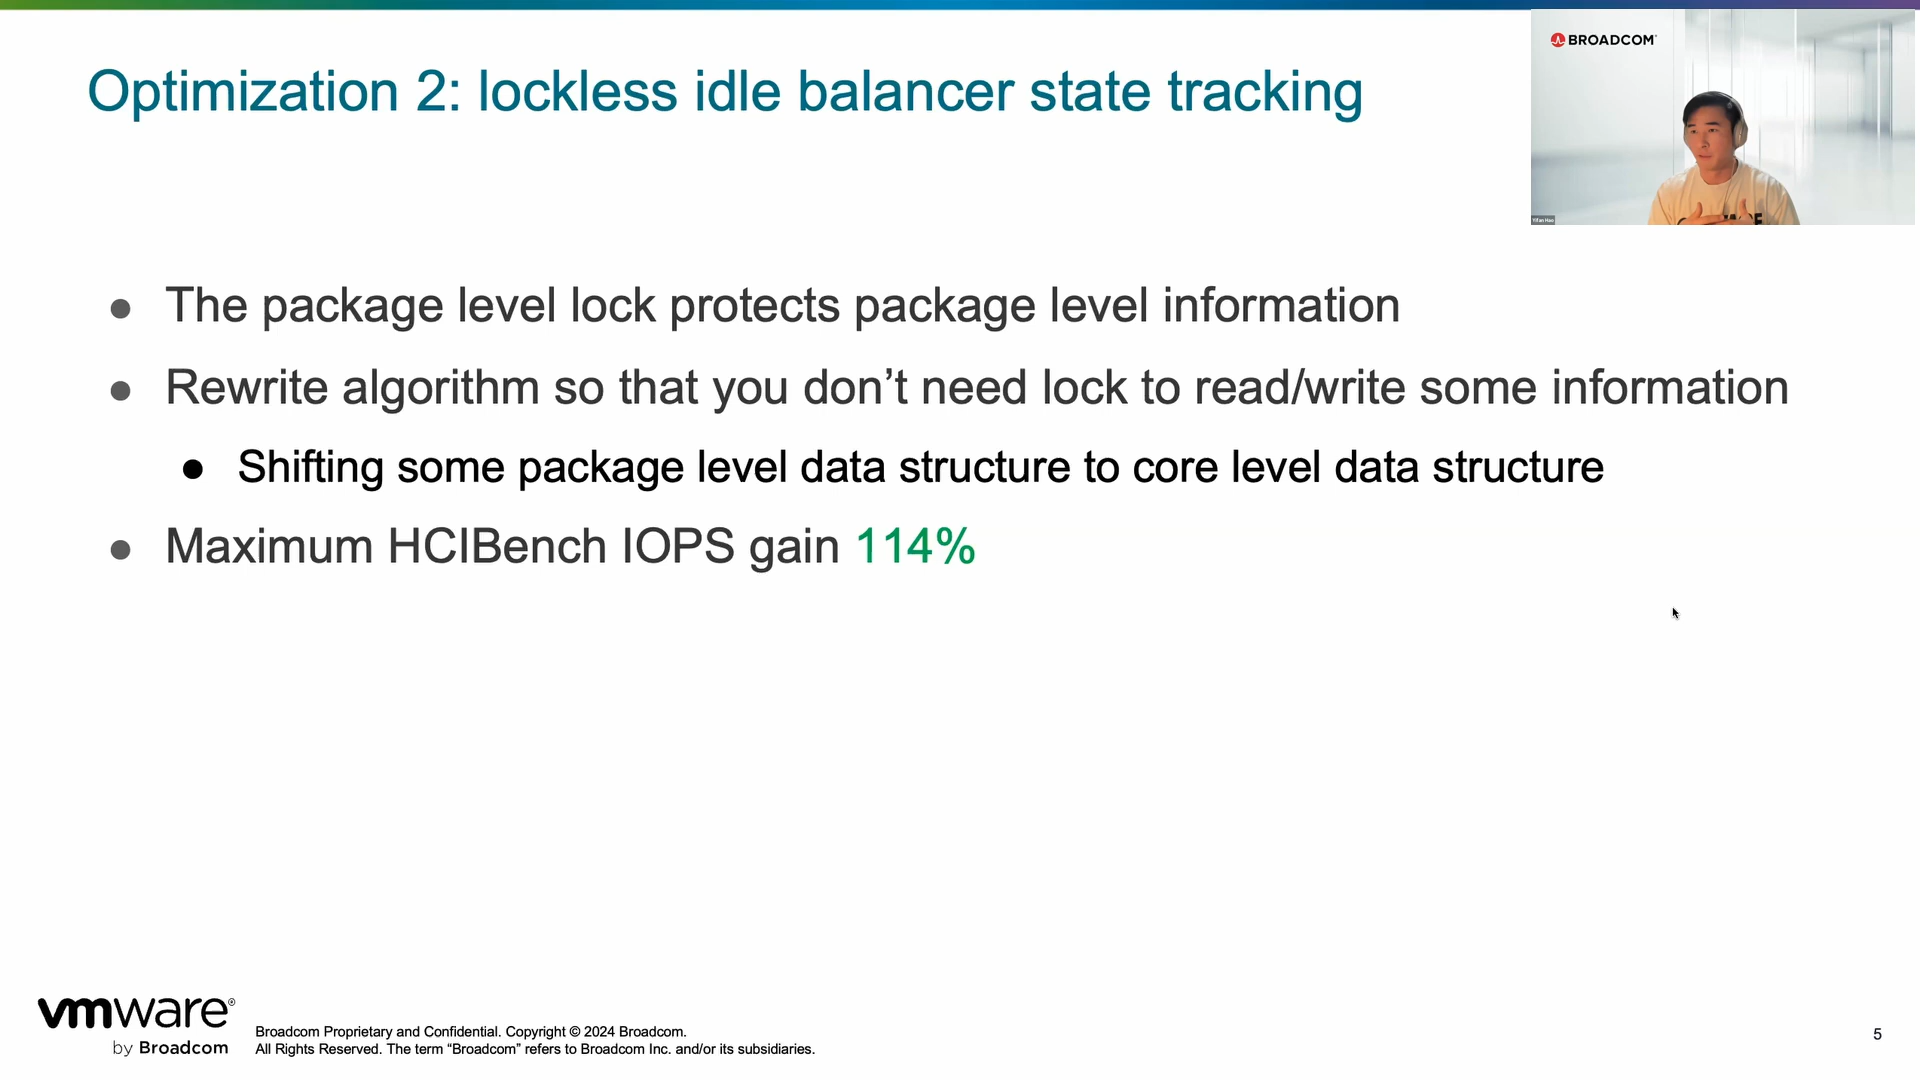 BROADCOM
Optimization 2: lockless idle balancer state tracking
Yifan Hao
● The package level lock protects package level information
● Rewrite algorithm so that you don’t need lock to read/write some information
● Shifting some package level data structure to core level data structure
● Maximum HCIBench IOPS gain 114%
vmware®
by Broadcom
Broadcom Proprietary and Confidential. Copyright © 2024 Broadcom.
All Rights Reserved. The term “Broadcom” refers to Broadcom Inc. and/or its subsidiaries.
5